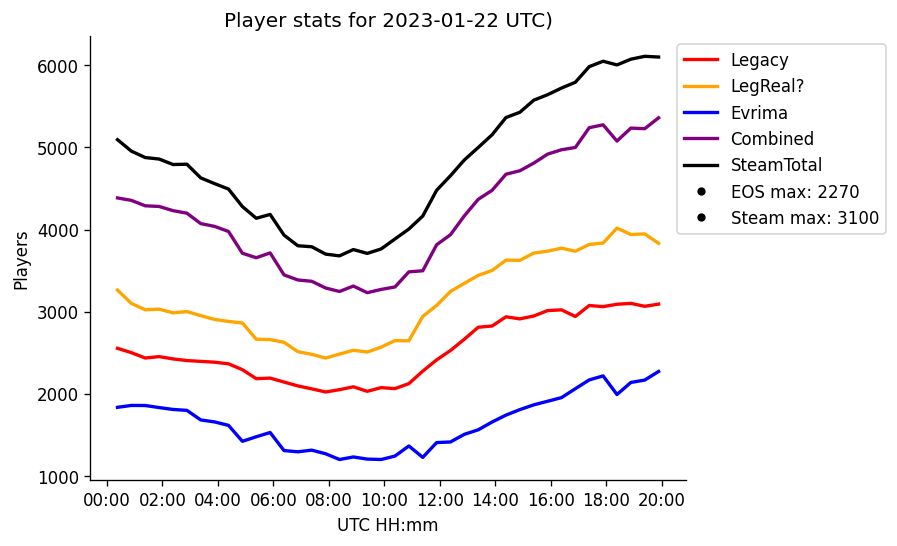 Player stats for 2023-01-22 UTC)
6000
5000
4000
3000
2000
1000
Players
00:00 02:00 04:00 06:00 08:00 10:00 12:00 14:00 16:00 18:00 20:00
UTC HH:mm
Legacy
LegReal?
Evrima
Combined
SteamTotal
EOS max: 2270
Steam max: 3100